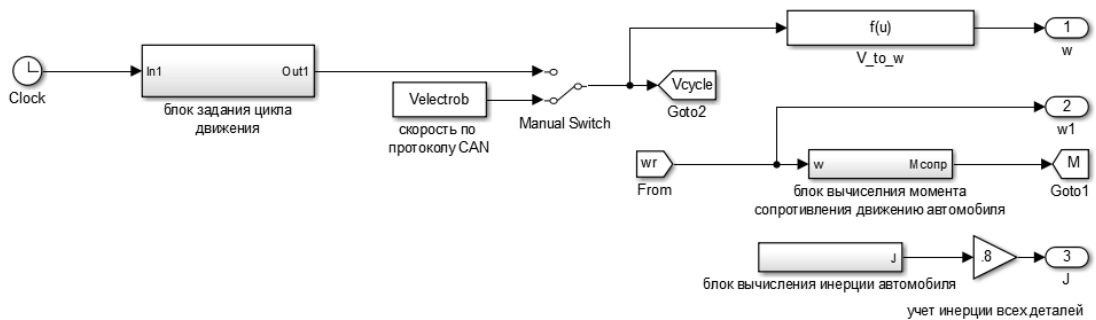 f(u)
V_to_w
1
w
In1
Out1
Clock
блок задания цикла
движения
Velectrob
скорость по
протоколу CAN
Manual Switch
Vcycle
Goto2
2
w1
wr
From
w
Mсопр
M
Goto1
блок вычиселния момента
сопротивления движению автомобиля
J
блок вычисления инерции автомобиля
.8
3
J
учет инерции всех деталей